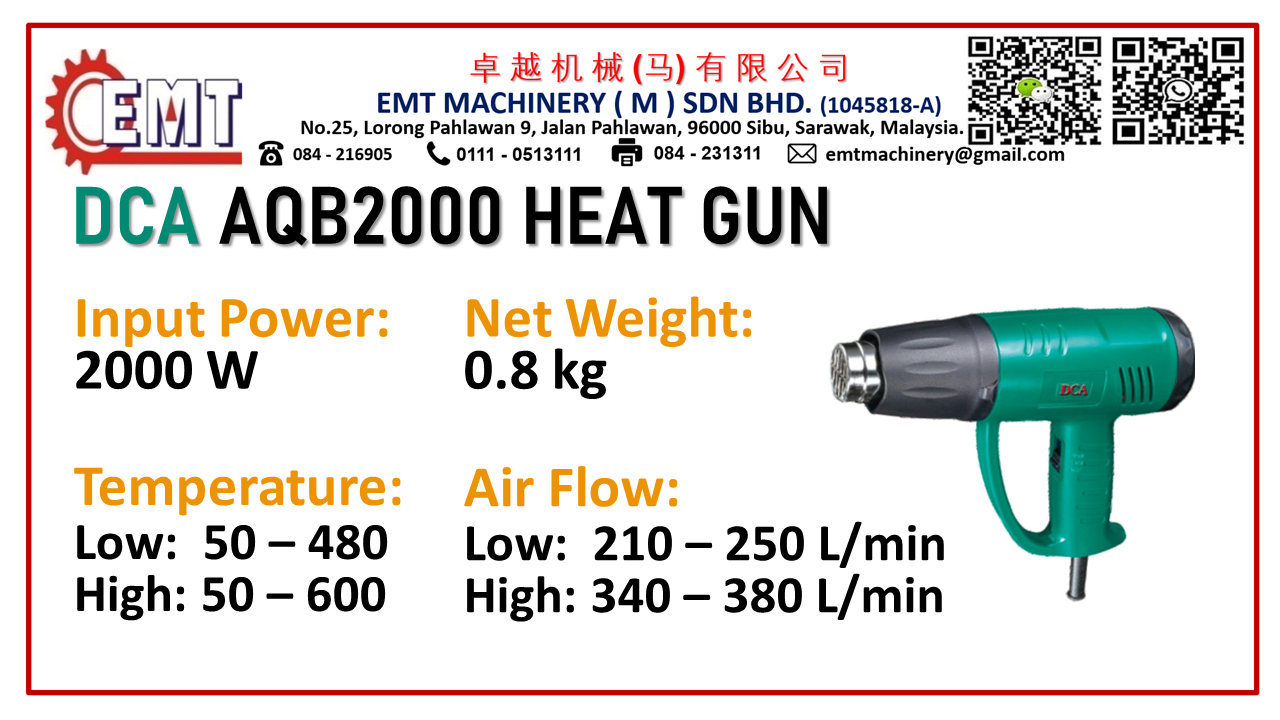 EMT
卓越机械(马)有限公司
EMT MACHINERY ( M ) SDN BHD. (1045818-A)
No.25, Lorong Pahlawan 9, Jalan Pahlawan, 96000 Sibu, Sarawak, Malaysia.
084 - 216905 0111 - 0513111 084 - 231311 emtmachinery@gmail.com
DCA AQB2000 HEAT GUN
Input Power:
2000 W
Net Weight:
0.8 kg
Temperature:
Low: 50 – 480
High: 50 – 600
Air Flow:
Low: 210 – 250 L/min
High: 340 – 380 L/min
DCA